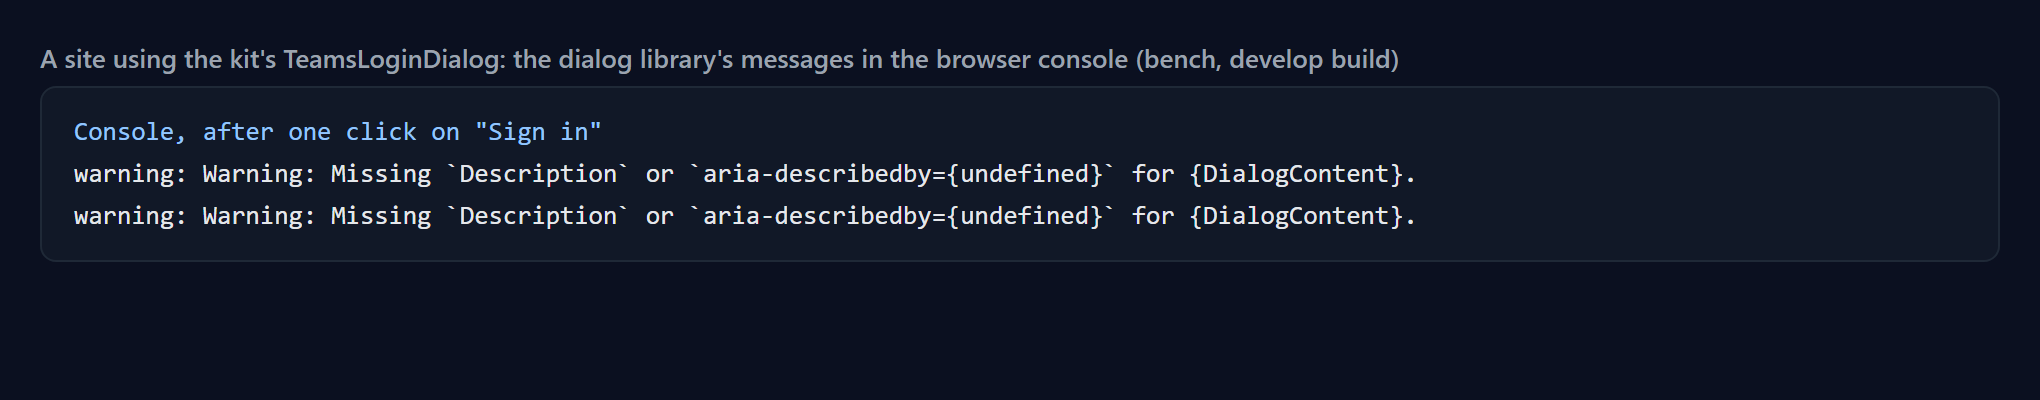 A site using the kit's TeamsLoginDialog: the dialog library's messages in the browser console (bench, develop build)
Console, after one click on "Sign in"
warning: Warning: Missing `Description` or `aria-describedby={undefined}` for {DialogContent}.
warning: Warning: Missing `Description` or `aria-describedby={undefined}` for {DialogContent}.